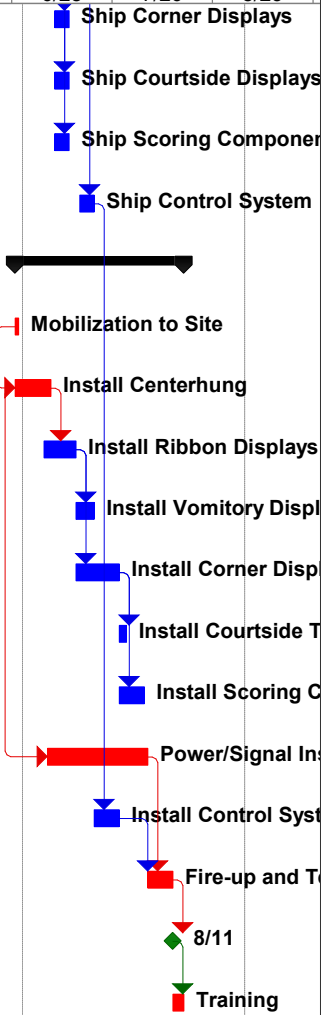 Ship Corner Displays
Ship Courtside Displays
Ship Scoring Componen
Ship Control System
Mobilization to Site
Install Centerhung
Install Ribbon Displays
Install Vomitory Displ
Install Corner Displ
Install Courtside T
Install Scoring C
Power/Signal Ins
Install Control Syst
Fire-up and Te
8/11
Training